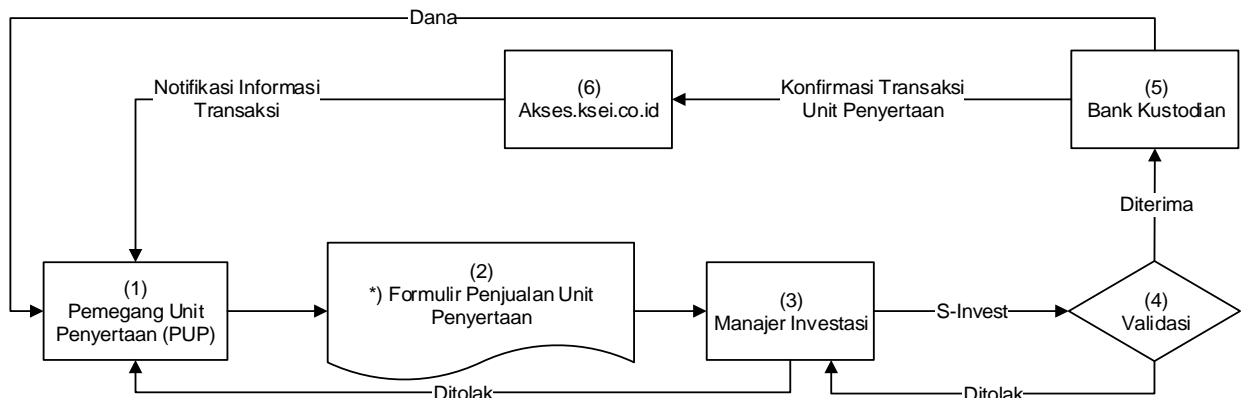 Dana
Notifikasi Informasi
Transaksi
(6)
Akses.ksei.co.id
Konfirmasi Transaksi
Unit Penyertaan
(5)
Bank Kustodian
Diterima
(1)
Pemegang Unit
Penyertaan (PUP)
(2)
*) Formulir Penjualan Unit
Penyertaan
(3)
Manajer Investasi
S-Invest
(4)
Validasi
Ditolak
Ditolak